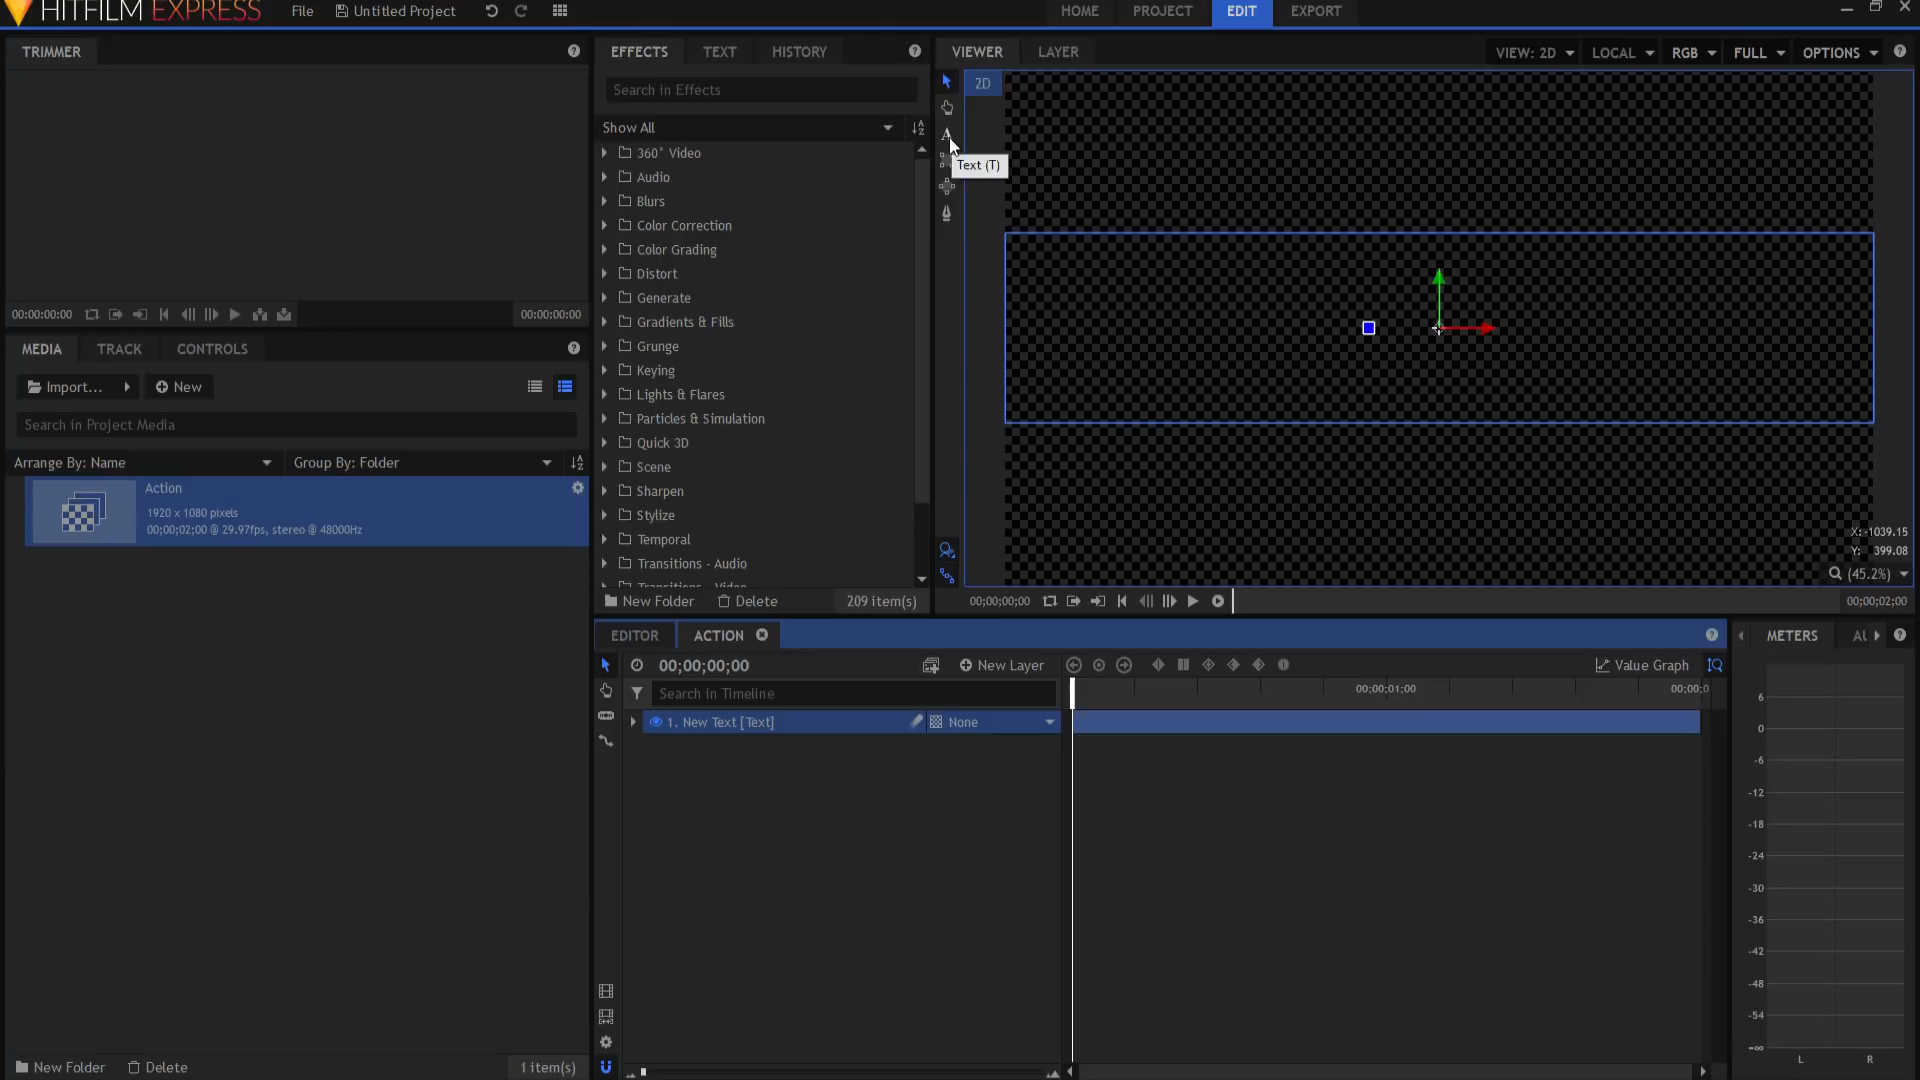 HITFILM EXPRESS
File
Untitled Project
HOME
PROJECT
EDIT
EXPORT
TRIMMER
00:00:00:00
00:00:00:00
MEDIA
TRACK
CONTROLS
Import...
New
Search in Project Media
Arrange By: Name
Group By: Folder
Action
1920 x 1080 pixels
00;00;02;00 @ 29.97fps, stereo @ 48000Hz
New Folder
Delete
1 item(s)
EFFECTS
TEXT
HISTORY
Search in Effects
Show All
360° Video
Audio
Blurs
Color Correction
Color Grading
Distort
Generate
Gradients & Fills
Grunge
Keying
Lights & Flares
Particles & Simulation
Quick 3D
Scene
Sharpen
Stylize
Temporal
Transitions - Audio
Transitions - Video
New Folder
Delete
209 item(s)
VIEWER
LAYER
VIEW: 2D
LOCAL
RGB
FULL
OPTIONS
2D
A
Text (T)
X: -1039.15
Y: 399.08
(45.2%)
00;00;00;00
00;00;02;00
EDITOR
ACTION
00;00;00;00
New Layer
Value Graph
Search in Timeline
00;00;01;00
00;00;0
1. New Text [Text]
None
METERS
AU
6
0
-6
-12
-18
-24
-30
-36
-42
-48
-54
-∞
L
R